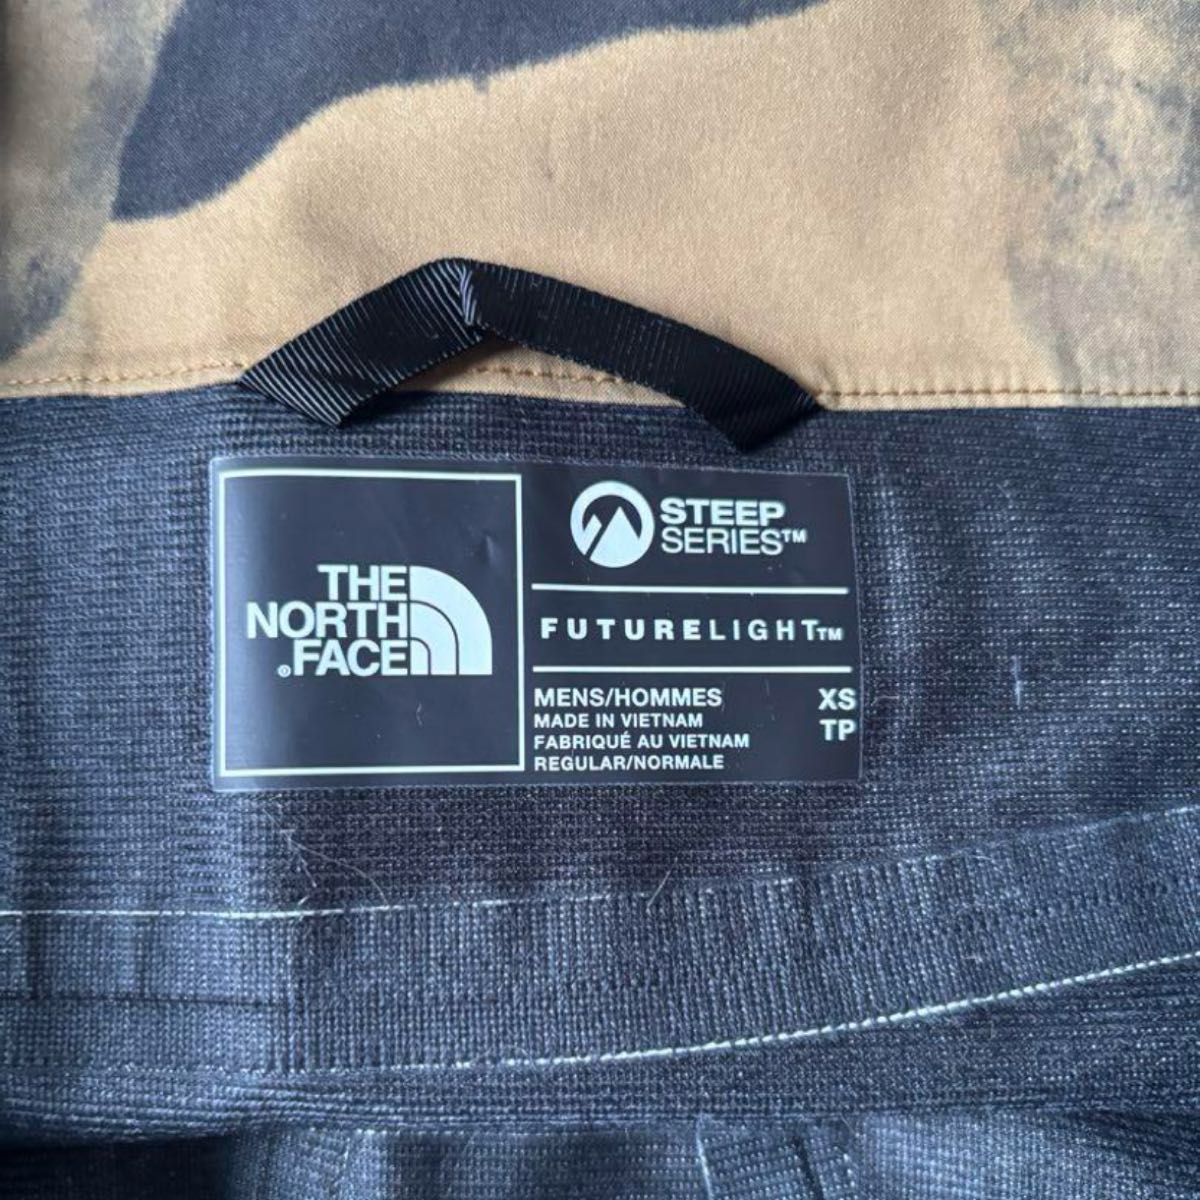 THE
NORTH
®FACE
STEEP
SERIES™
FUTURELIGHT™
MENS/HOMMES XS
MADE IN VIETNAM TP
FABRIQUÉ AU VIETNAM
REGULAR/NORMALE